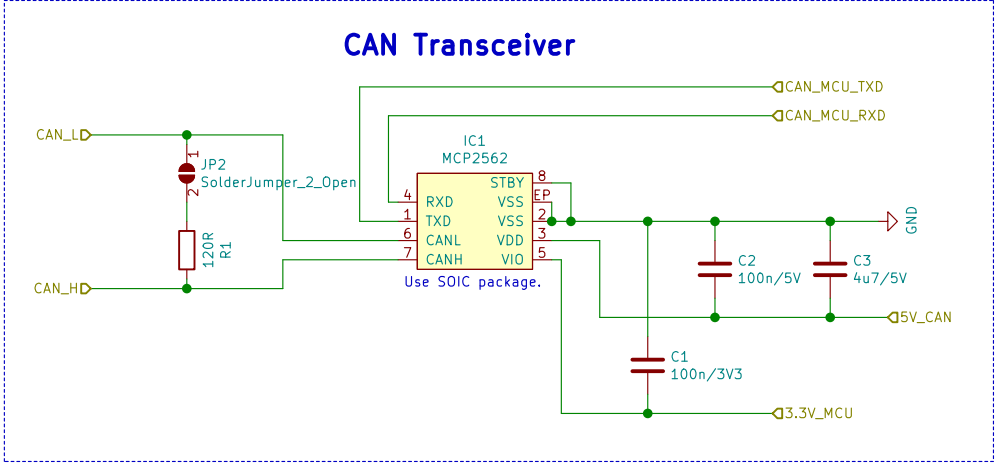 CAN Transceiver
CAN_MCU_TXD
CAN_MCU_RXD
CAN_L
1
JP2
SolderJumper_2_Open
2
120R
R1
CAN_H
IC1
MCP2562
4 RXD
1 TXD
6 CANL
7 CANH
STBY 8
VSS EP
VSS 2
VDD 3
VIO 5
Use SOIC package.
GND
C2
100n/5V
C3
4u7/5V
5V_CAN
C1
100n/3V3
3.3V_MCU